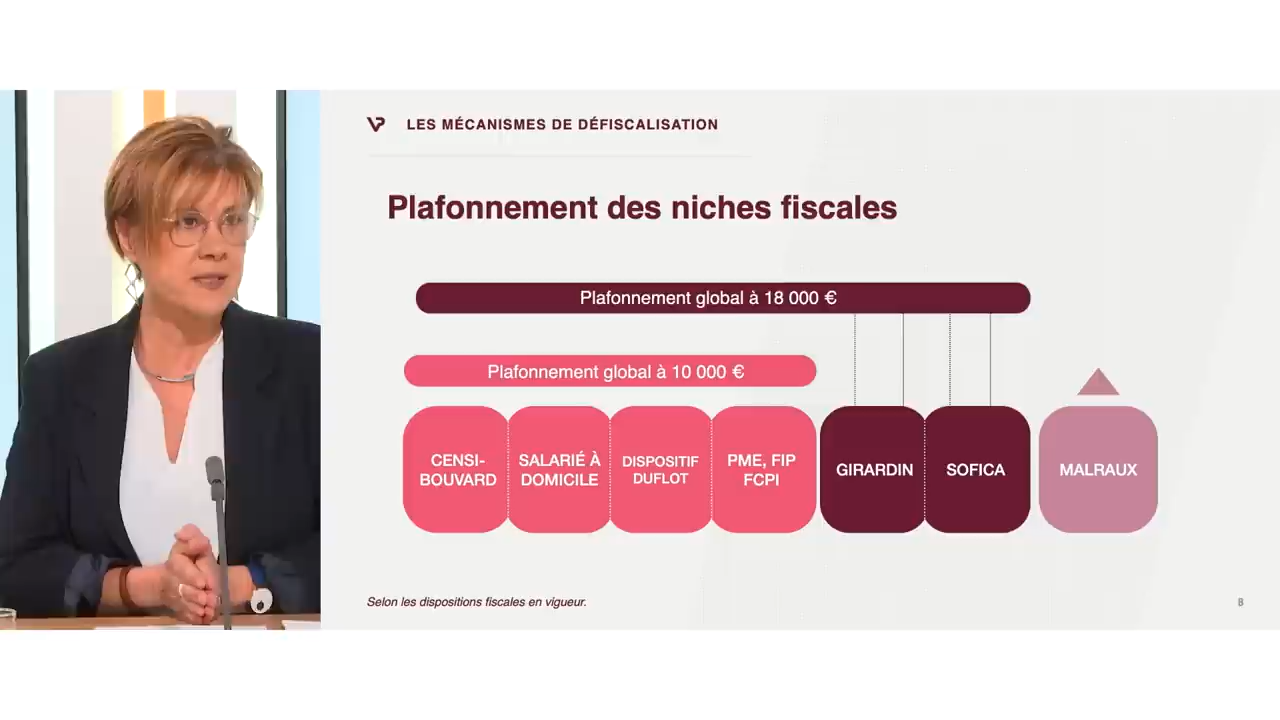 LES MÉCANISMES DE DÉFISCALISATION
Plafonnement des niches fiscales
Plafonnement global à 18 000 €
Plafonnement global à 10 000 €
CENSI-
BOUVARD
SALARIÉ À
DOMICILE
DISPOSITIF
DUFLOT
PME, FIP
FCPI
GIRARDIN
SOFICA
MALRAUX
Selon les dispositions fiscales en vigueur.
8